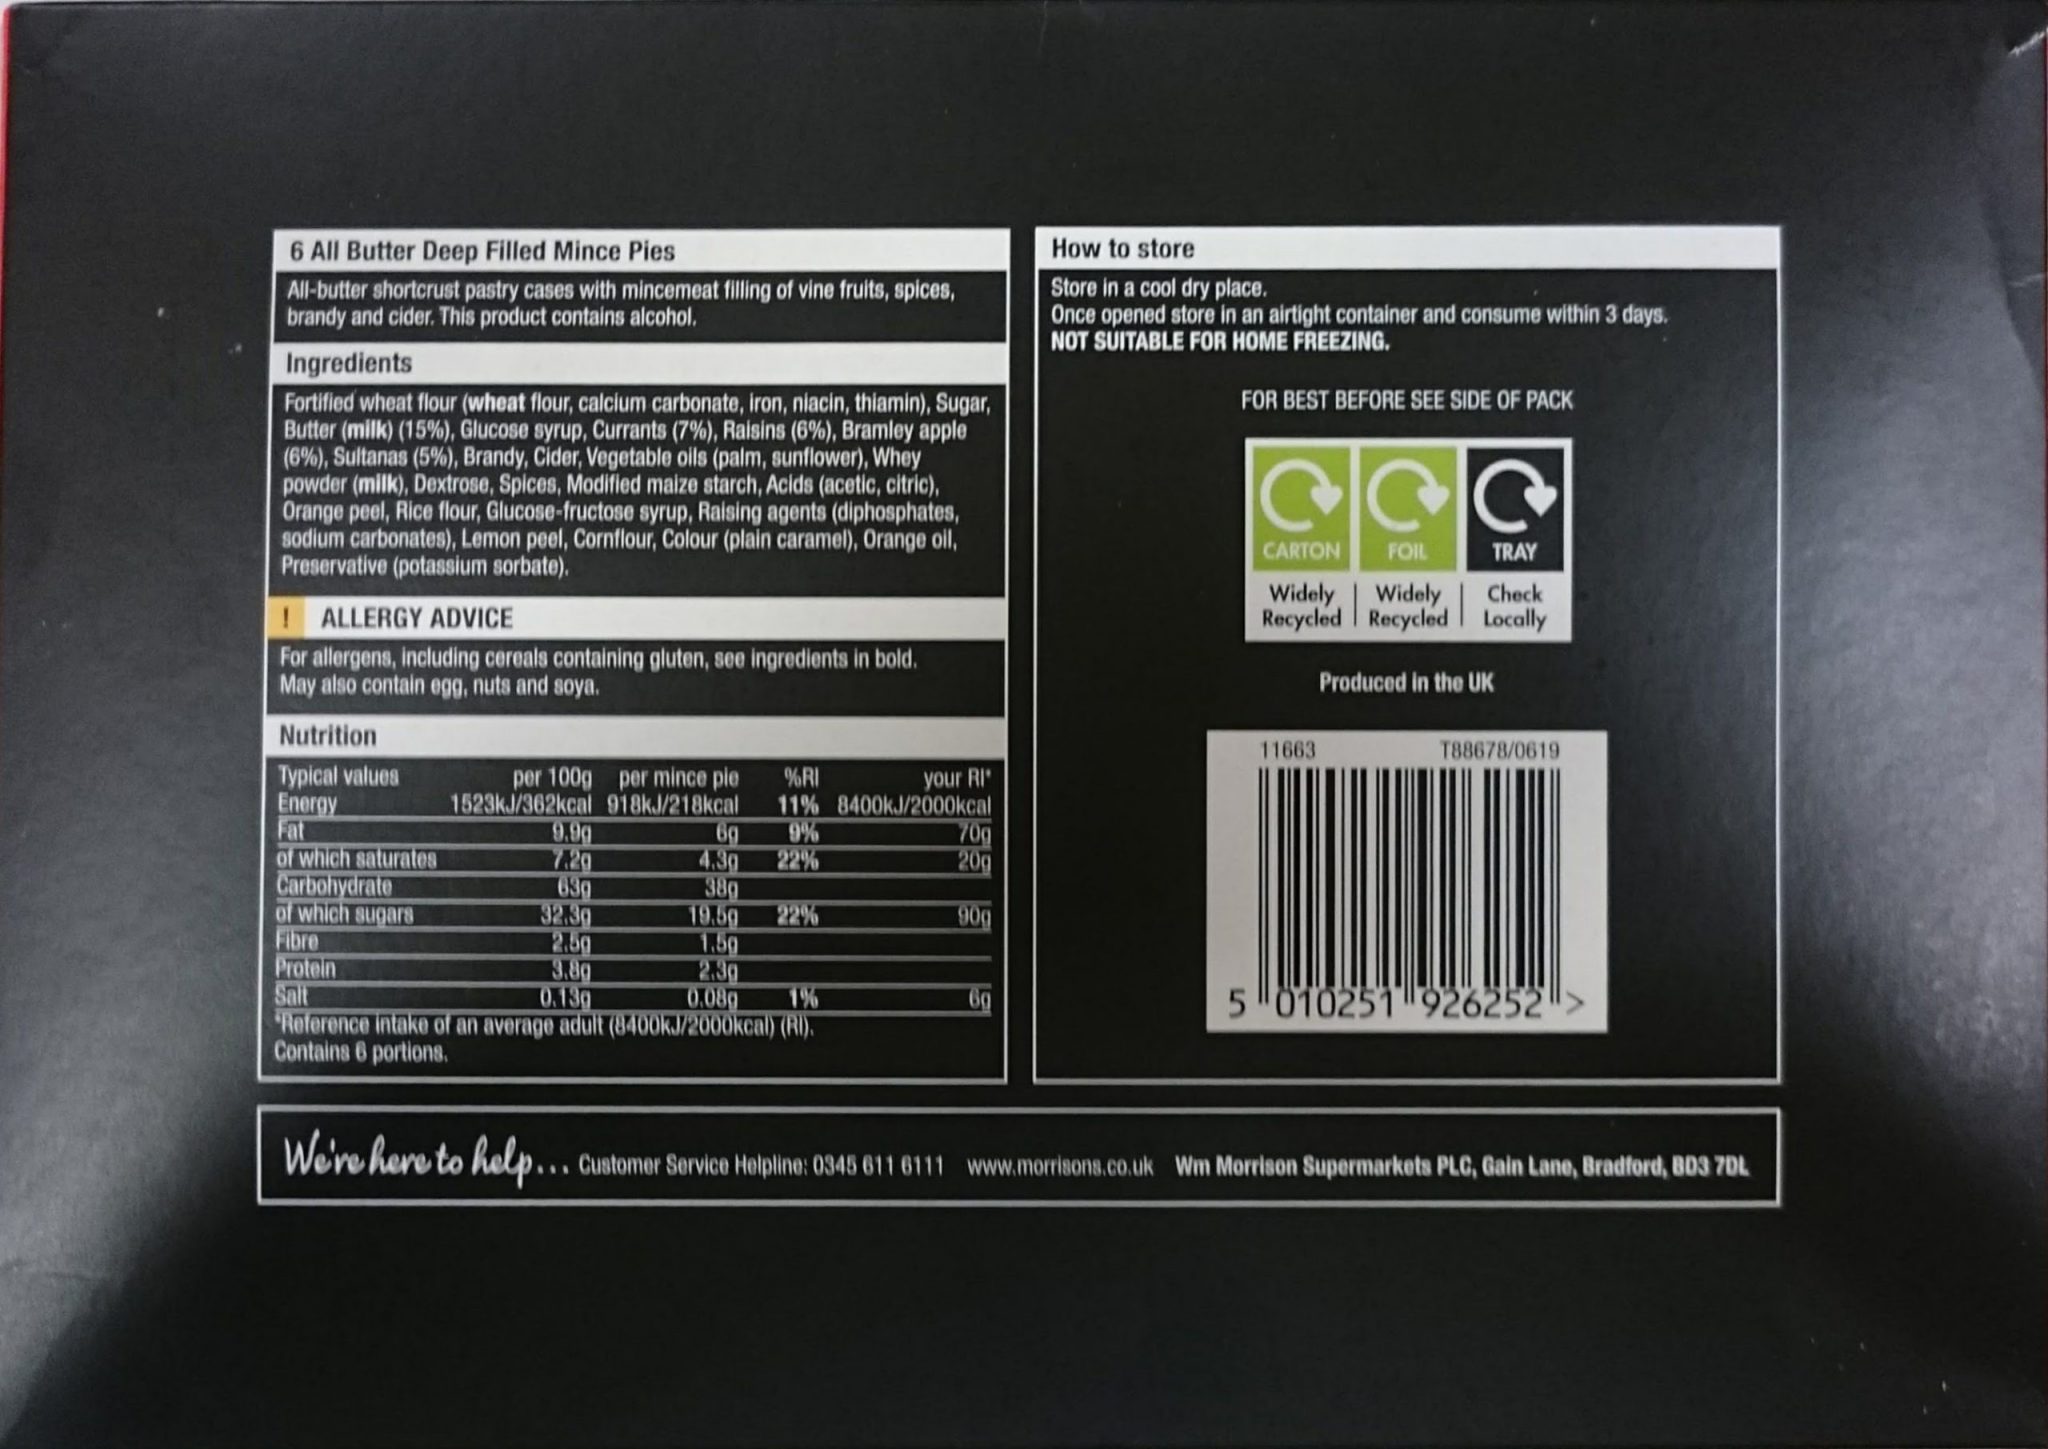 6 All Butter Deep Filled Mince Pies
All-butter shortcrust pastry cases with mincemeat filling of vine fruits, spices,
brandy and cider. This product contains alcohol.
Ingredients
Fortified wheat flour (wheat flour, calcium carbonate, iron, niacin, thiamin), Sugar,
Butter (milk) (15%), Glucose syrup, Currants (7%), Raisins (6%), Bramley apple
(6%), Sultanas (5%), Brandy, Cider, Vegetable oils (palm, sunflower), Whey
powder (milk), Dextrose, Spices, Modified maize starch, Acids (acetic, citric),
Orange peel, Rice flour, Glucose-fructose syrup, Raising agents (diphosphates,
sodium carbonates), Lemon peel, Cornflour, Colour (plain caramel), Orange oil,
Preservative (potassium sorbate).
! ALLERGY ADVICE
For allergens, including cereals containing gluten, see ingredients in bold.
May also contain egg, nuts and soya.
Nutrition
Typical values per 100g per mince pie %RI your RI*
Energy 1523kJ/362kcal 918kJ/218kcal 11% 8400kJ/2000kcal
Fat 9.9g 6g 9% 70g
of which saturates 7.2g 4.3g 22% 20g
Carbohydrate 63g 38g
of which sugars 32.3g 19.5g 22% 90g
Fibre 2.5g 1.5g
Protein 3.8g 2.3g
Salt 0.13g 0.08g 1% 6g
*Reference intake of an average adult (8400kJ/2000kcal) (RI).
Contains 6 portions.
How to store
Store in a cool dry place.
Once opened store in an airtight container and consume within 3 days.
NOT SUITABLE FOR HOME FREEZING.
FOR BEST BEFORE SEE SIDE OF PACK
CARTON FOIL TRAY
Widely Widely Check
Recycled Recycled Locally
Produced in the UK
11663 T88678/0619
5 010251 926252 >
We're here to help... Customer Service Helpline: 0345 611 6111 www.morrisons.co.uk Wm Morrison Supermarkets PLC, Gain Lane, Bradford, BD3 7DL